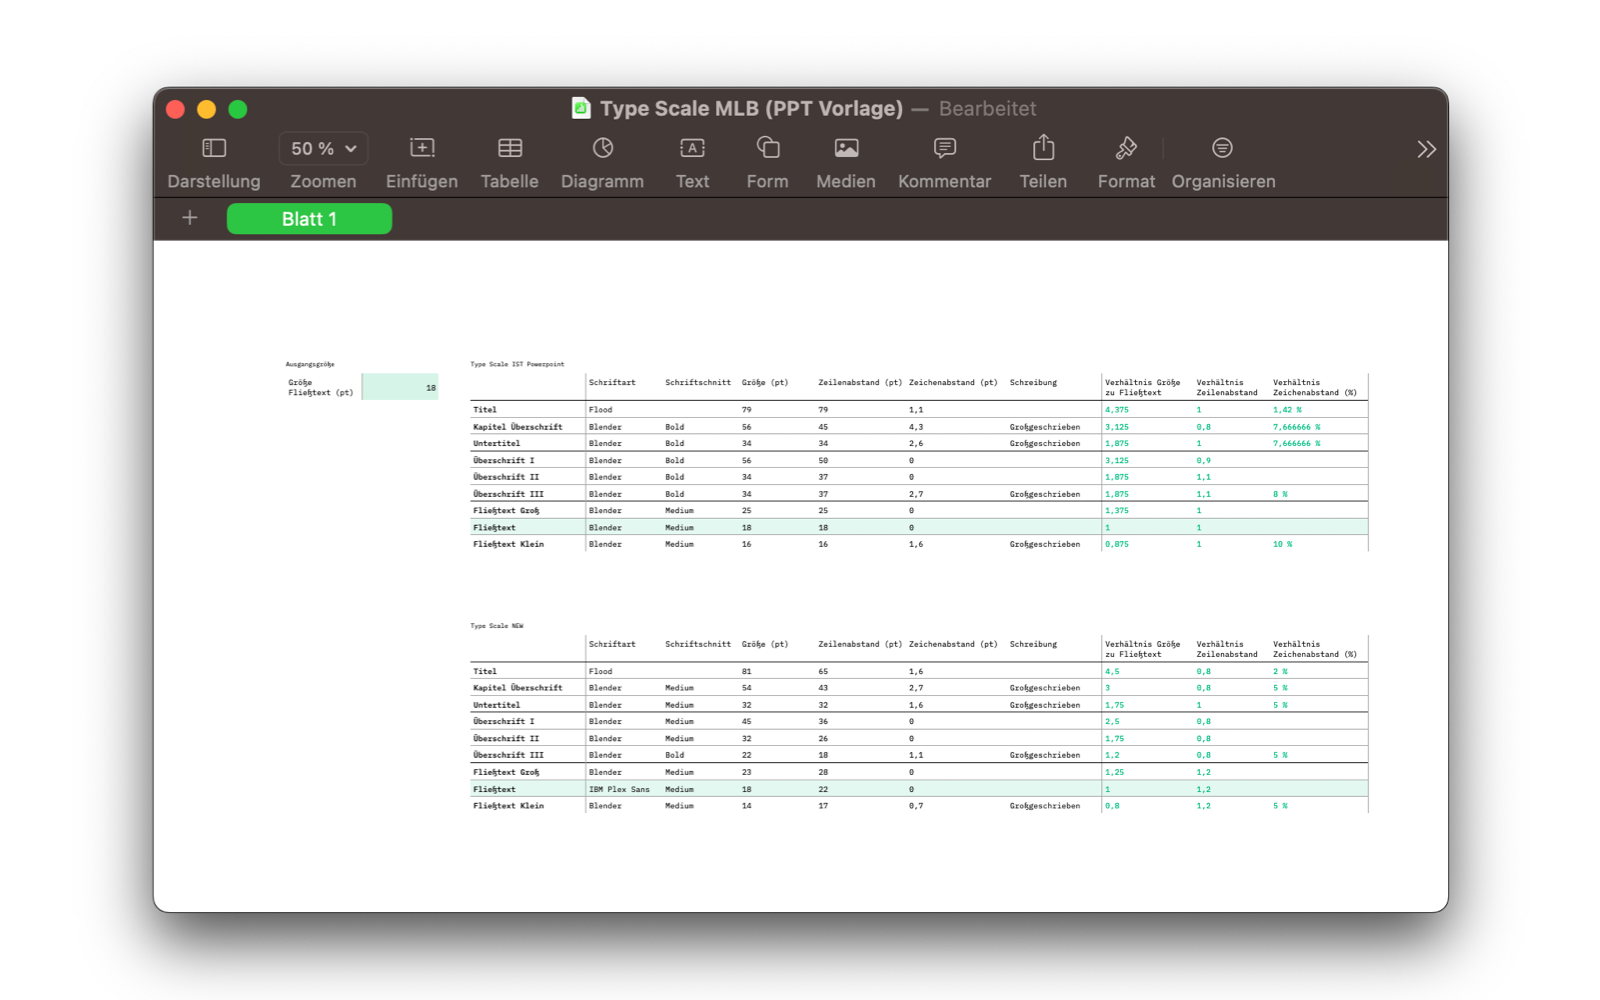 Type Scale MLB (PPT Vorlage) — Bearbeitet
50 %
Darstellung Zoomen Einfügen Tabelle Diagramm Text Form Medien Kommentar Teilen Format Organisieren
+ Blatt 1
Ausgangsgröße
Größe
Fließtext (pt) 18
Type Scale IST Powerpoint
Schriftart Schriftschnitt Größe (pt) Zeilenabstand (pt) Zeichenabstand (pt) Schreibung Verhältnis Größe zu Fließtext Verhältnis Zeilenabstand Verhältnis Zeichenabstand (%)
Titel Flood 79 79 1,1 4,375 1 1,42 %
Kapitel Überschrift Blender Bold 56 45 4,3 Großgeschrieben 3,125 0,8 7,666666 %
Untertitel Blender Bold 34 34 2,6 Großgeschrieben 1,875 1 7,666666 %
Überschrift I Blender Bold 56 50 0 3,125 0,9
Überschrift II Blender Bold 34 37 0 1,875 1,1
Überschrift III Blender Bold 34 37 2,7 Großgeschrieben 1,875 1,1 8 %
Fließtext Groß Blender Medium 25 25 0 1,375 1
Fließtext Blender Medium 18 18 0 1 1
Fließtext Klein Blender Medium 16 16 1,6 Großgeschrieben 0,875 1 10 %
Type Scale NEW
Schriftart Schriftschnitt Größe (pt) Zeilenabstand (pt) Zeichenabstand (pt) Schreibung Verhältnis Größe zu Fließtext Verhältnis Zeilenabstand Verhältnis Zeichenabstand (%)
Titel Flood 81 65 1,6 4,5 0,8 2 %
Kapitel Überschrift Blender Medium 54 43 2,7 Großgeschrieben 3 0,8 5 %
Untertitel Blender Medium 32 32 1,6 Großgeschrieben 1,75 1 5 %
Überschrift I Blender Medium 45 36 0 2,5 0,8
Überschrift II Blender Medium 32 26 0 1,75 0,8
Überschrift III Blender Bold 22 18 1,1 Großgeschrieben 1,2 0,8 5 %
Fließtext Groß Blender Medium 23 28 0 1,25 1,2
Fließtext IBM Plex Sans Medium 18 22 0 1 1,2
Fließtext Klein Blender Medium 14 17 0,7 Großgeschrieben 0,8 1,2 5 %